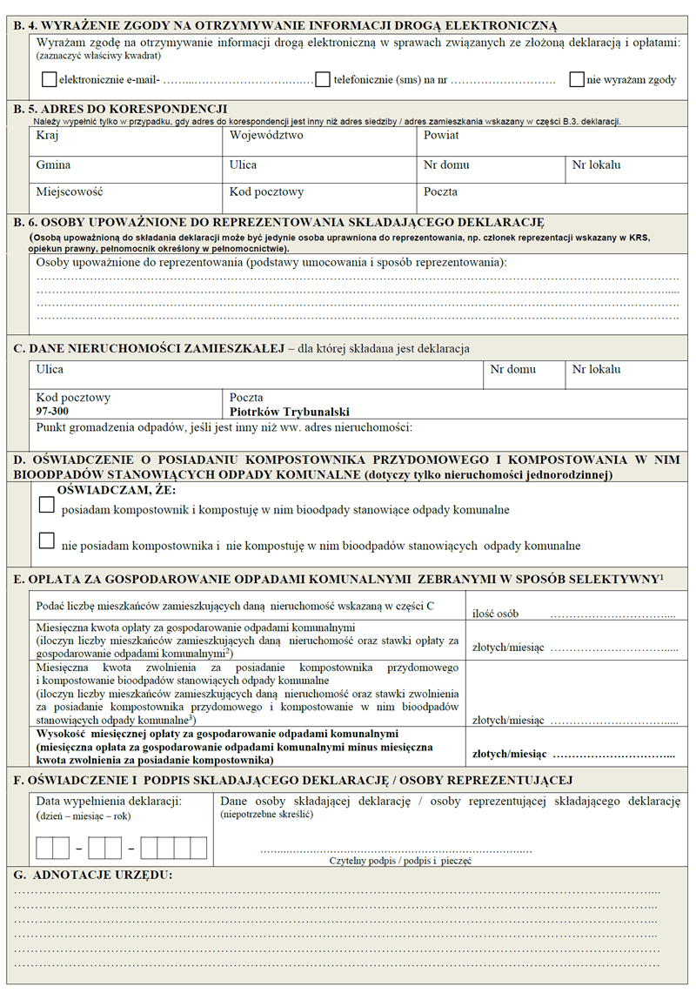 B. 4. WYRAŻENIE ZGODY NA OTRZYMYWANIE INFORMACJI DROGĄ ELEKTRONICZNĄ
Wyrażam zgodę na otrzymywanie informacji drogą elektroniczną w sprawach związanych ze złożoną deklaracją i opłatami:
(zaznaczyć właściwy kwadrat)
elektronicznie e-mail- ……...………………………..…… telefonicznie (sms) na nr ………………………. nie wyrażam zgody
B. 5. ADRES DO KORESPONDENCJI
Należy wypełnić tylko w przypadku, gdy adres do korespondencji jest inny niż adres siedziby / adres zamieszkania wskazany w części B.3. deklaracji.
Kraj Województwo Powiat
Gmina Ulica Nr domu Nr lokalu
Miejscowość Kod pocztowy Poczta
B. 6. OSOBY UPOWAŻNIONE DO REPREZENTOWANIA SKŁADAJĄCEGO DEKLARACJĘ
(Osobą upoważnioną do składania deklaracji może być jedynie osoba uprawniona do reprezentowania, np. członek reprezentacji wskazany w KRS,
opiekun prawny, pełnomocnik określony w pełnomocnictwie).
Osoby upoważnione do reprezentowania (podstawy umocowania i sposób reprezentowania):
……………………………………………………………………………………………………………………………….
……………………………………………………………………………………………………………………………....
……………………………………………………………………………………………………………………………….
……………………………………………………………………………………………………………………………….
C. DANE NIERUCHOMOŚCI ZAMIESZKAŁEJ – dla której składana jest deklaracja
Ulica Nr domu Nr lokalu
Kod pocztowy Poczta
97-300 Piotrków Trybunalski
Punkt gromadzenia odpadów, jeśli jest inny niż ww. adres nieruchomości:
D. OŚWIADCZENIE O POSIADANIU KOMPOSTOWNIKA PRZYDOMOWEGO I KOMPOSTOWANIA W NIM
BIOODPADÓW STANOWIĄCYCH ODPADY KOMUNALNE (dotyczy tylko nieruchomości jednorodzinnej)
OŚWIADCZAM, ŻE:
posiadam kompostownik i kompostuję w nim bioodpady stanowiące odpady komunalne
nie posiadam kompostownika i nie kompostuję w nim bioodpadów stanowiących odpady komunalne
E. OPŁATA ZA GOSPODAROWANIE ODPADAMI KOMUNALNYMI ZEBRANYMI W SPOSÓB SELEKTYWNY¹
Podać liczbę mieszkańców zamieszkujących daną nieruchomość wskazaną w części C
ilość osób …………………………....
Miesięczna kwota opłaty za gospodarowanie odpadami komunalnymi
(iloczyn liczby mieszkańców zamieszkujących daną nieruchomość oraz stawki opłaty za
gospodarowanie odpadami komunalnymi²)
złotych/miesiąc ………………………….....
Miesięczna kwota zwolnienia za posiadanie kompostownika przydomowego
i kompostowanie bioodpadów stanowiących odpady komunalne
(iloczyn liczby mieszkańców zamieszkujących daną nieruchomość oraz stawki zwolnienia
za posiadanie kompostownika przydomowego i kompostowanie w nim bioodpadów
stanowiących odpady komunalne³)
złotych/miesiąc ………………………….....
Wysokość miesięcznej opłaty za gospodarowanie odpadami komunalnymi
(miesięczna opłata za gospodarowanie odpadami komunalnymi minus miesięczna
kwota zwolnienia za posiadanie kompostownika)
złotych/miesiąc …………………………...
F. OŚWIADCZENIE I PODPIS SKŁADAJĄCEGO DEKLARACJĘ / OSOBY REPREZENTUJĄCEJ
Data wypełnienia deklaracji: Dane osoby składającej deklarację / osoby reprezentującej składającego deklarację
(dzień – miesiąc – rok) (niepotrzebne skreślić)
– –
……..…………………………………………..….…
Czytelny podpis / podpis i pieczęć
G. ADNOTACJE URZĘDU:
……………………………………………………………………………………………………………………………...
……………………………………………………………………………………………………………………………..
……………………………………………………………………………………………………………………………..
……………………………………………………………………………………………………………………………..
………………………………………………………………………………………………………………………………
………………………………………………………………………………………………………………………………